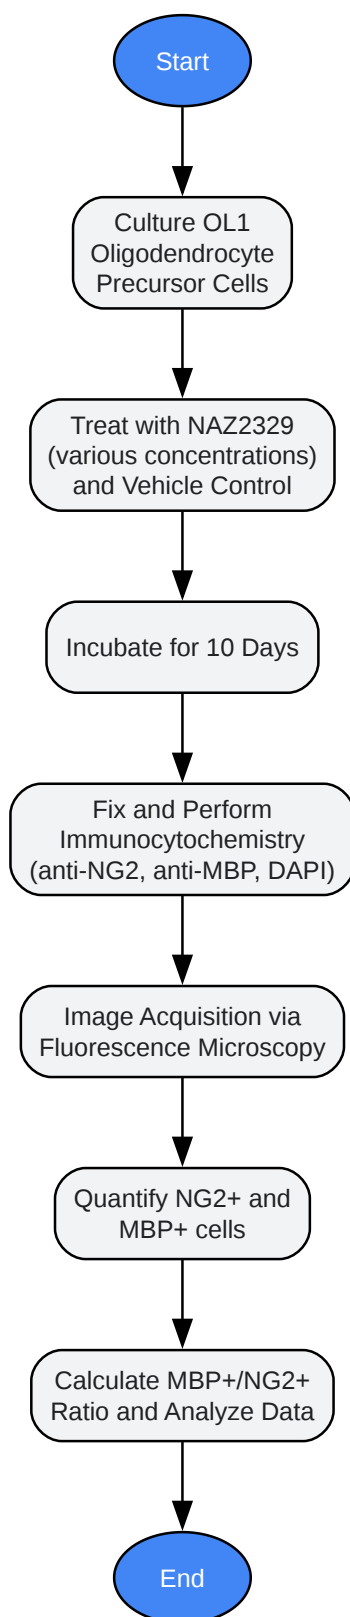 Start
Culture OL1
Oligodendrocyte
Precursor Cells
Treat with NAZ2329
(various concentrations)
and Vehicle Control
Incubate for 10 Days
Fix and Perform
Immunocytochemistry
(anti-NG2, anti-MBP, DAPI)
Image Acquisition via
Fluorescence Microscopy
Quantify NG2+ and
MBP+ cells
Calculate MBP+/NG2+
Ratio and Analyze Data
End